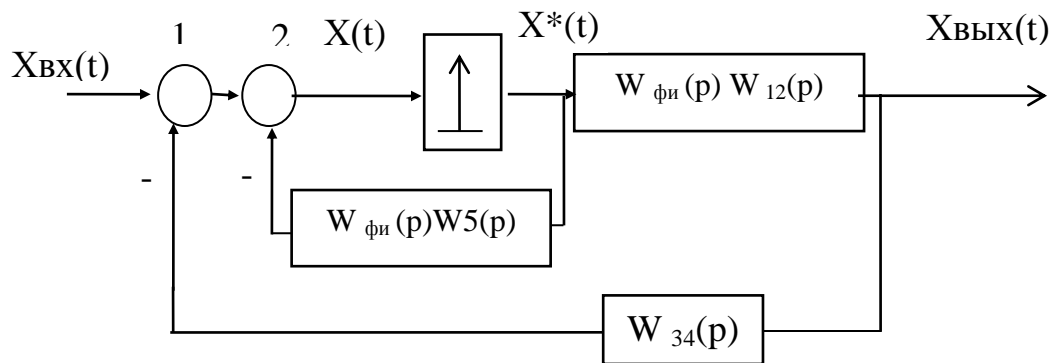 1
2
X(t)
X*(t)
Xвых(t)
Xвх(t)
W фи (p) W 12(p)
-
-
W фи (p)W5(p)
W 34(p)